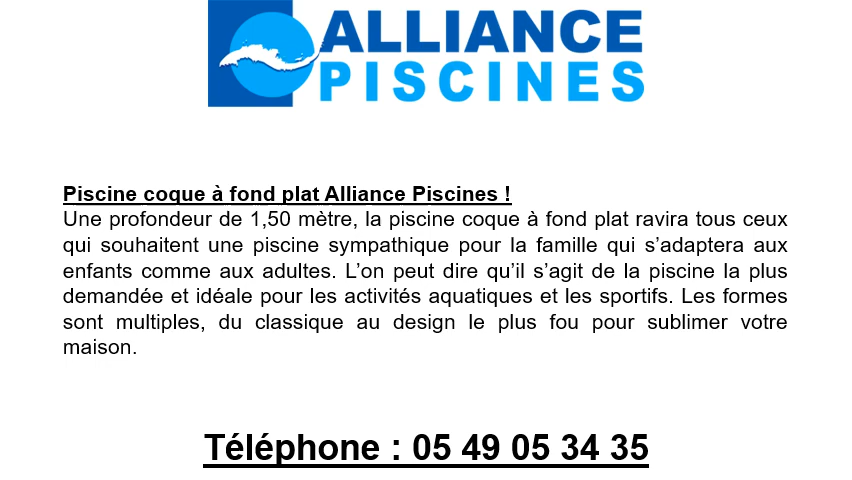 ALLIANCE
PISCINES
Piscine coque à fond plat Alliance Piscines !
Une profondeur de 1,50 mètre, la piscine coque à fond plat ravira tous ceux
qui souhaitent une piscine sympathique pour la famille qui s’adaptera aux
enfants comme aux adultes. L’on peut dire qu’il s’agit de la piscine la plus
demandée et idéale pour les activités aquatiques et les sportifs. Les formes
sont multiples, du classique au design le plus fou pour sublimer votre
maison.
Téléphone : 05 49 05 34 35